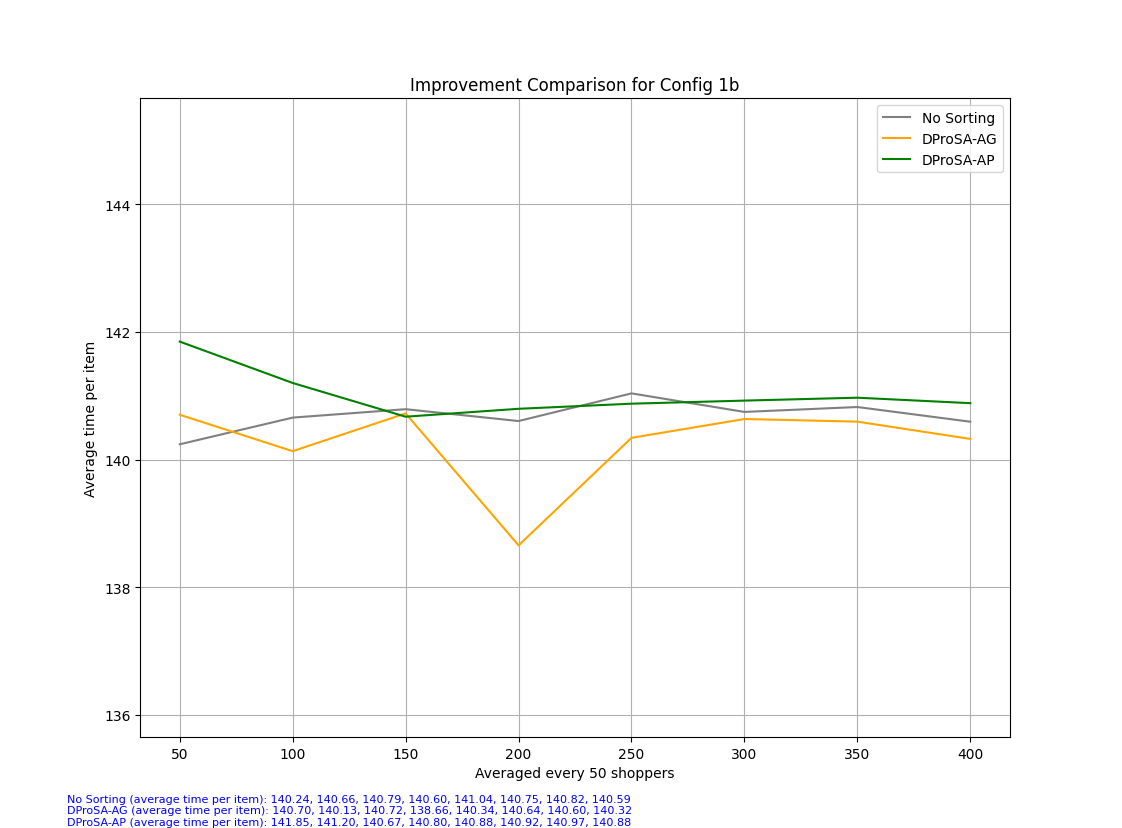 Improvement Comparison for Config 1b
No Sorting
DProSA-AG
DProSA-AP
144
142
140
138
136
Average time per item
50 100 150 200 250 300 350 400
Averaged every 50 shoppers
No Sorting (average time per item): 140.24, 140.66, 140.79, 140.60, 141.04, 140.75, 140.82, 140.59
DProSA-AG (average time per item): 140.70, 140.13, 140.72, 138.66, 140.34, 140.64, 140.60, 140.32
DProSA-AP (average time per item): 141.85, 141.20, 140.67, 140.80, 140.88, 140.92, 140.97, 140.88